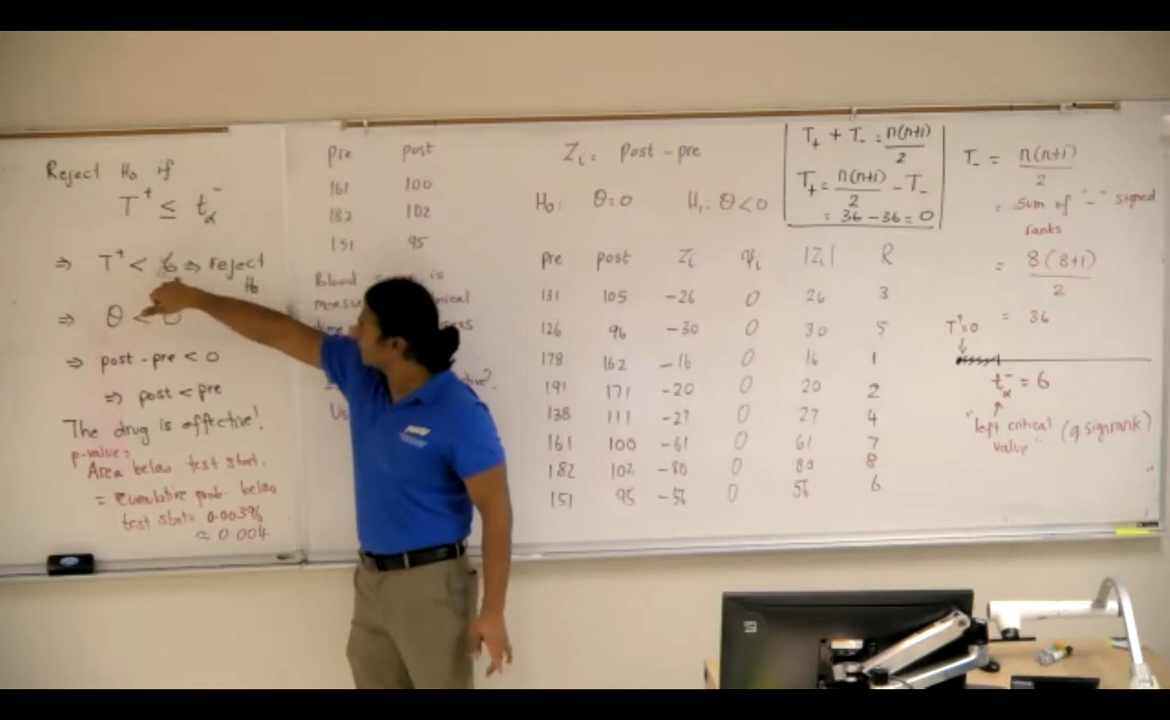 Reject H₀ if
T⁺ ≤ t⁻α
⇒ T⁺ < 6 ⇒ reject H₀
⇒ θ < 0
⇒ post - pre < 0
⇒ post < pre
The drug is effective!
p-value =
Area below test stat.
= Cumulative prob. below
test stat = 0.0039
≈ 0.004
pre post
161 100
182 102
151 95
Blood is
time
Zᵢ = Post - pre
H₀: θ=0 H₁: θ<0
pre post Zᵢ ψᵢ |Zᵢ| R
131 105 -26 0 26 3
126 96 -30 0 30 5
178 162 -16 0 16 1
191 171 -20 0 20 2
138 111 -27 0 27 4
161 100 -61 0 61 7
182 102 -80 0 80 8
151 95 -56 0 56 6
T₊ + T₋ = n(n+1)/2
T₊ = n(n+1)/2 - T₋
= 36 - 36 = 0
T₋ = n(n+1)/2
= Sum of "-" signed
ranks
= 8(8+1)/2
= 36
T⁺=0
t⁻α = 6
"left critical
value"
(qsignrank)